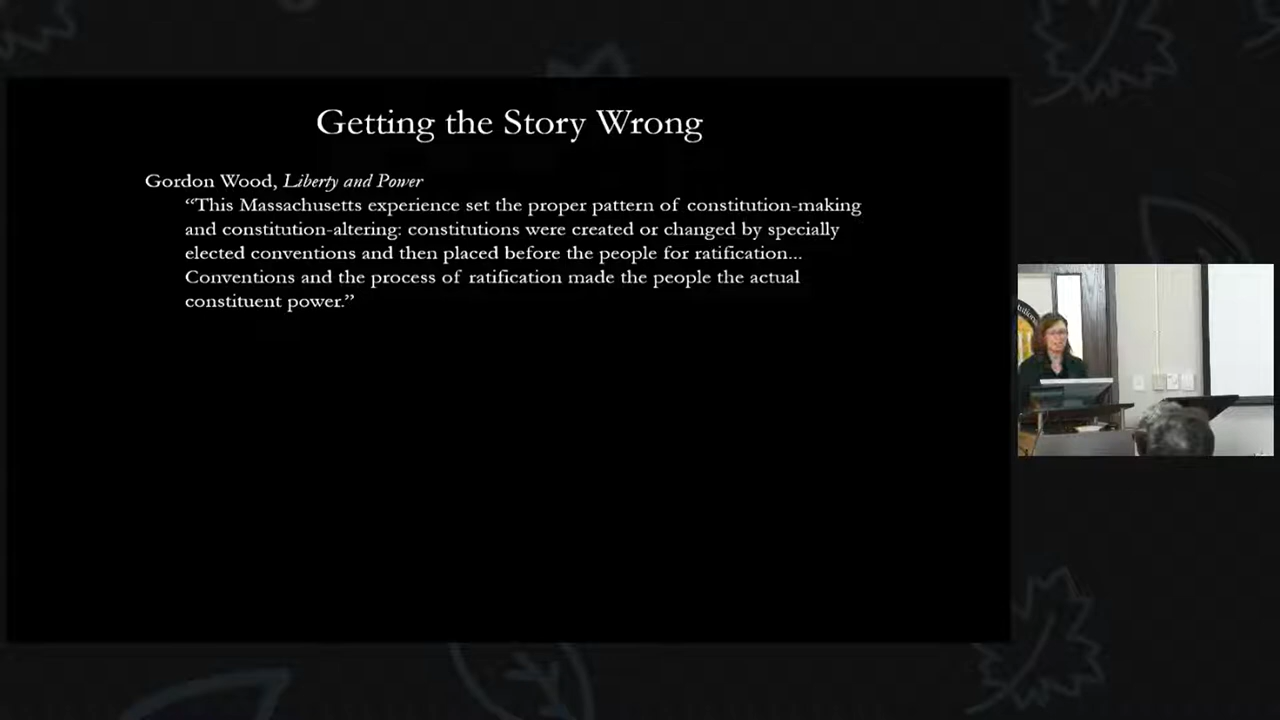 Getting the Story Wrong
Gordon Wood, Liberty and Power
“This Massachusetts experience set the proper pattern of constitution-making
and constitution-altering: constitutions were created or changed by specially
elected conventions and then placed before the people for ratification...
Conventions and the process of ratification made the people the actual
constituent power.”